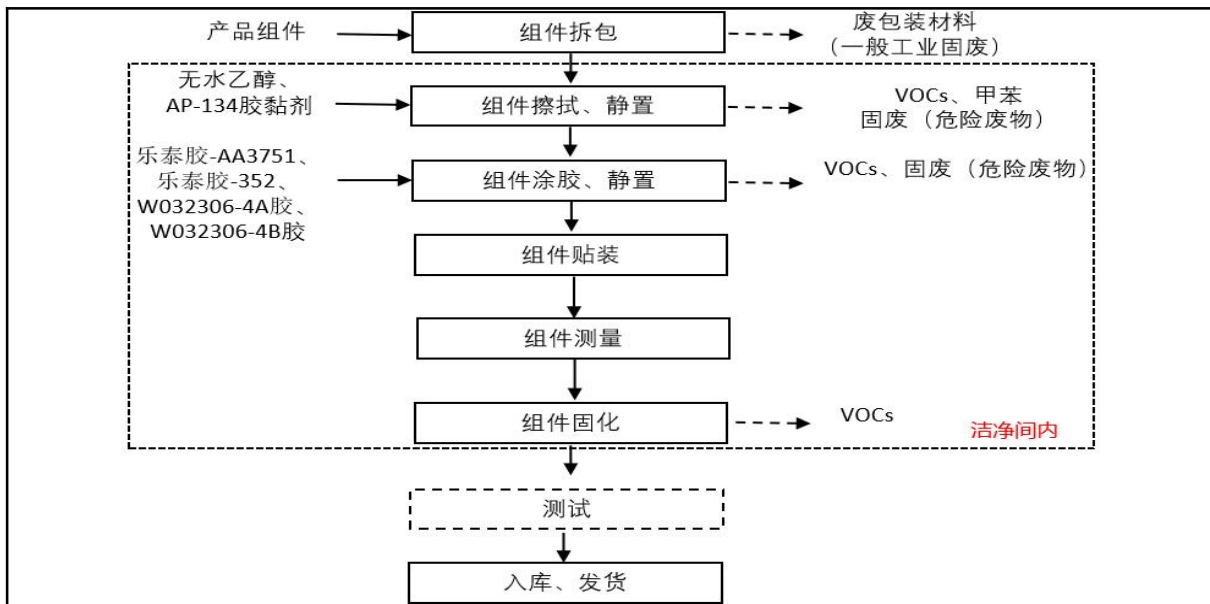 产品组件
组件拆包
废包装材料
（一般工业固废）
无水乙醇、
AP-134胶黏剂
组件擦拭、静置
VOCs、甲苯
固废（危险废物）
乐泰胶-AA3751、
乐泰胶-352、
W032306-4A胶、
W032306-4B胶
组件涂胶、静置
VOCs、固废（危险废物）
组件贴装
组件测量
组件固化
VOCs
洁净间内
测试
入库、发货